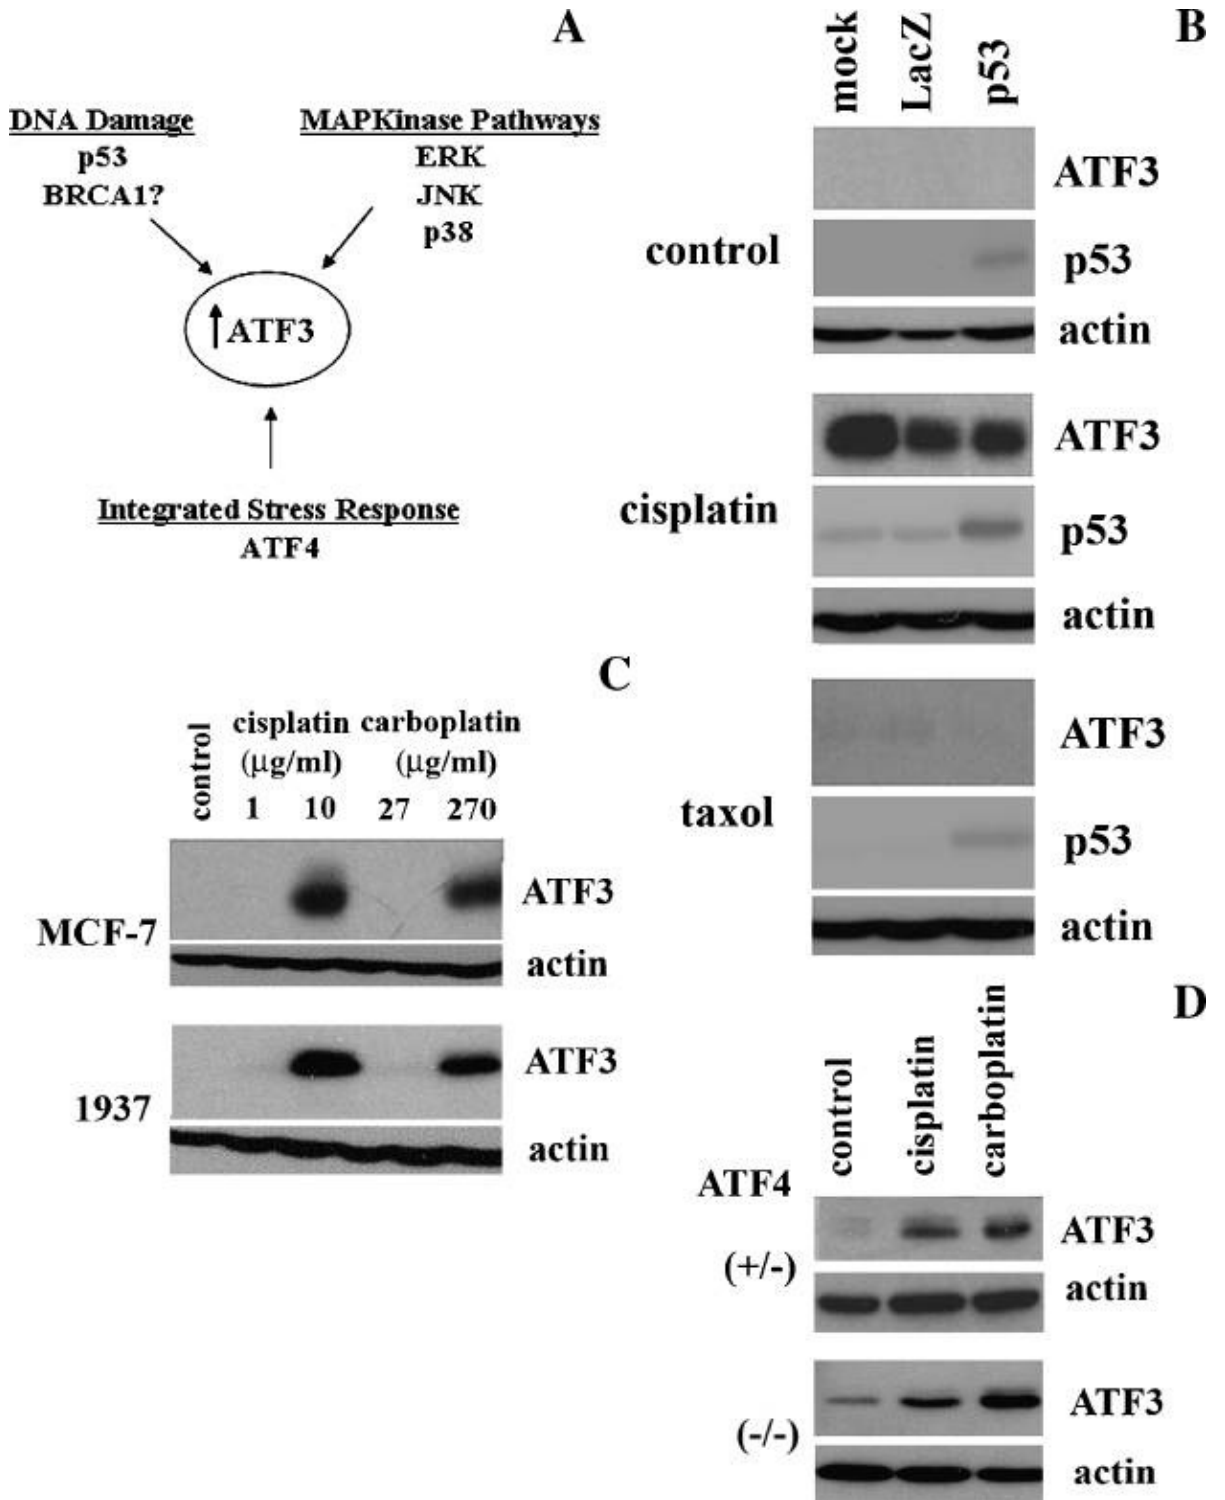 A
DNA Damage
p53
BRCA1?
MAPKinase Pathways
ERK
JNK
p38
ATF3
Integrated Stress Response
ATF4
B
mock
LacZ
p53
control
ATF3
p53
actin
cisplatin
ATF3
p53
actin
taxol
ATF3
p53
actin
C
control
cisplatin carboplatin
(µg/ml) (µg/ml)
1 10 27 270
MCF-7
ATF3
actin
1937
ATF3
actin
D
control
cisplatin
carboplatin
ATF4
(+/-)
ATF3
actin
(-/-)
ATF3
actin